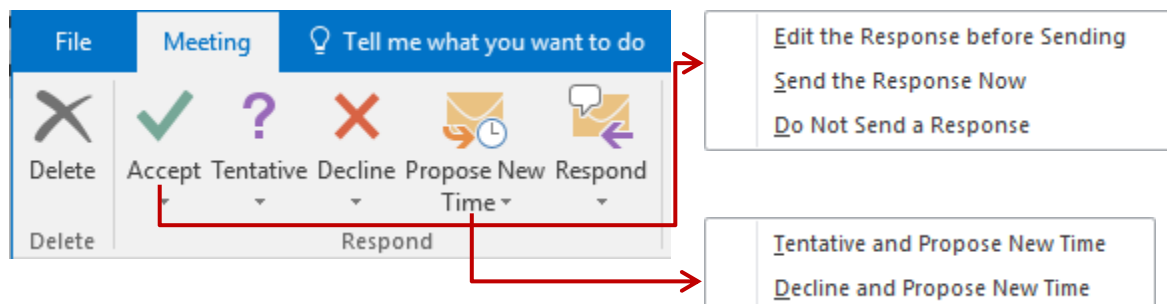 File Meeting Tell me what you want to do
Delete Accept Tentative Decline Propose New Respond
Time
Delete Respond
Edit the Response before Sending
Send the Response Now
Do Not Send a Response
Tentative and Propose New Time
Decline and Propose New Time